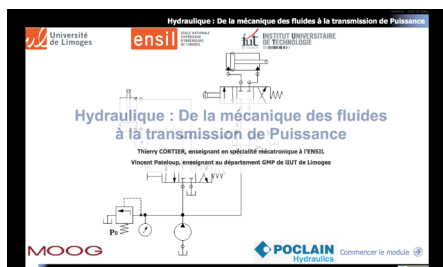 Hydraulique : De la mécanique des fluides à la transmission de Puissance
Université
de Limoges
ensil
ÉCOLE NATIONALE
SUPÉRIEURE
D'INGÉNIEURS
DE LIMOGES
iut
INSTITUT UNIVERSITAIRE
DE TECHNOLOGIE
Hydraulique : De la mécanique des fluides
à la transmission de Puissance
Thierry CORTIER, enseignant en spécialité mécatronique à l'ENSIL
Vincent Pateloup, enseignant au département GMP de lIUT de Limoges
P0
MOOG
POCLAIN
Hydraulics
Commencer le module